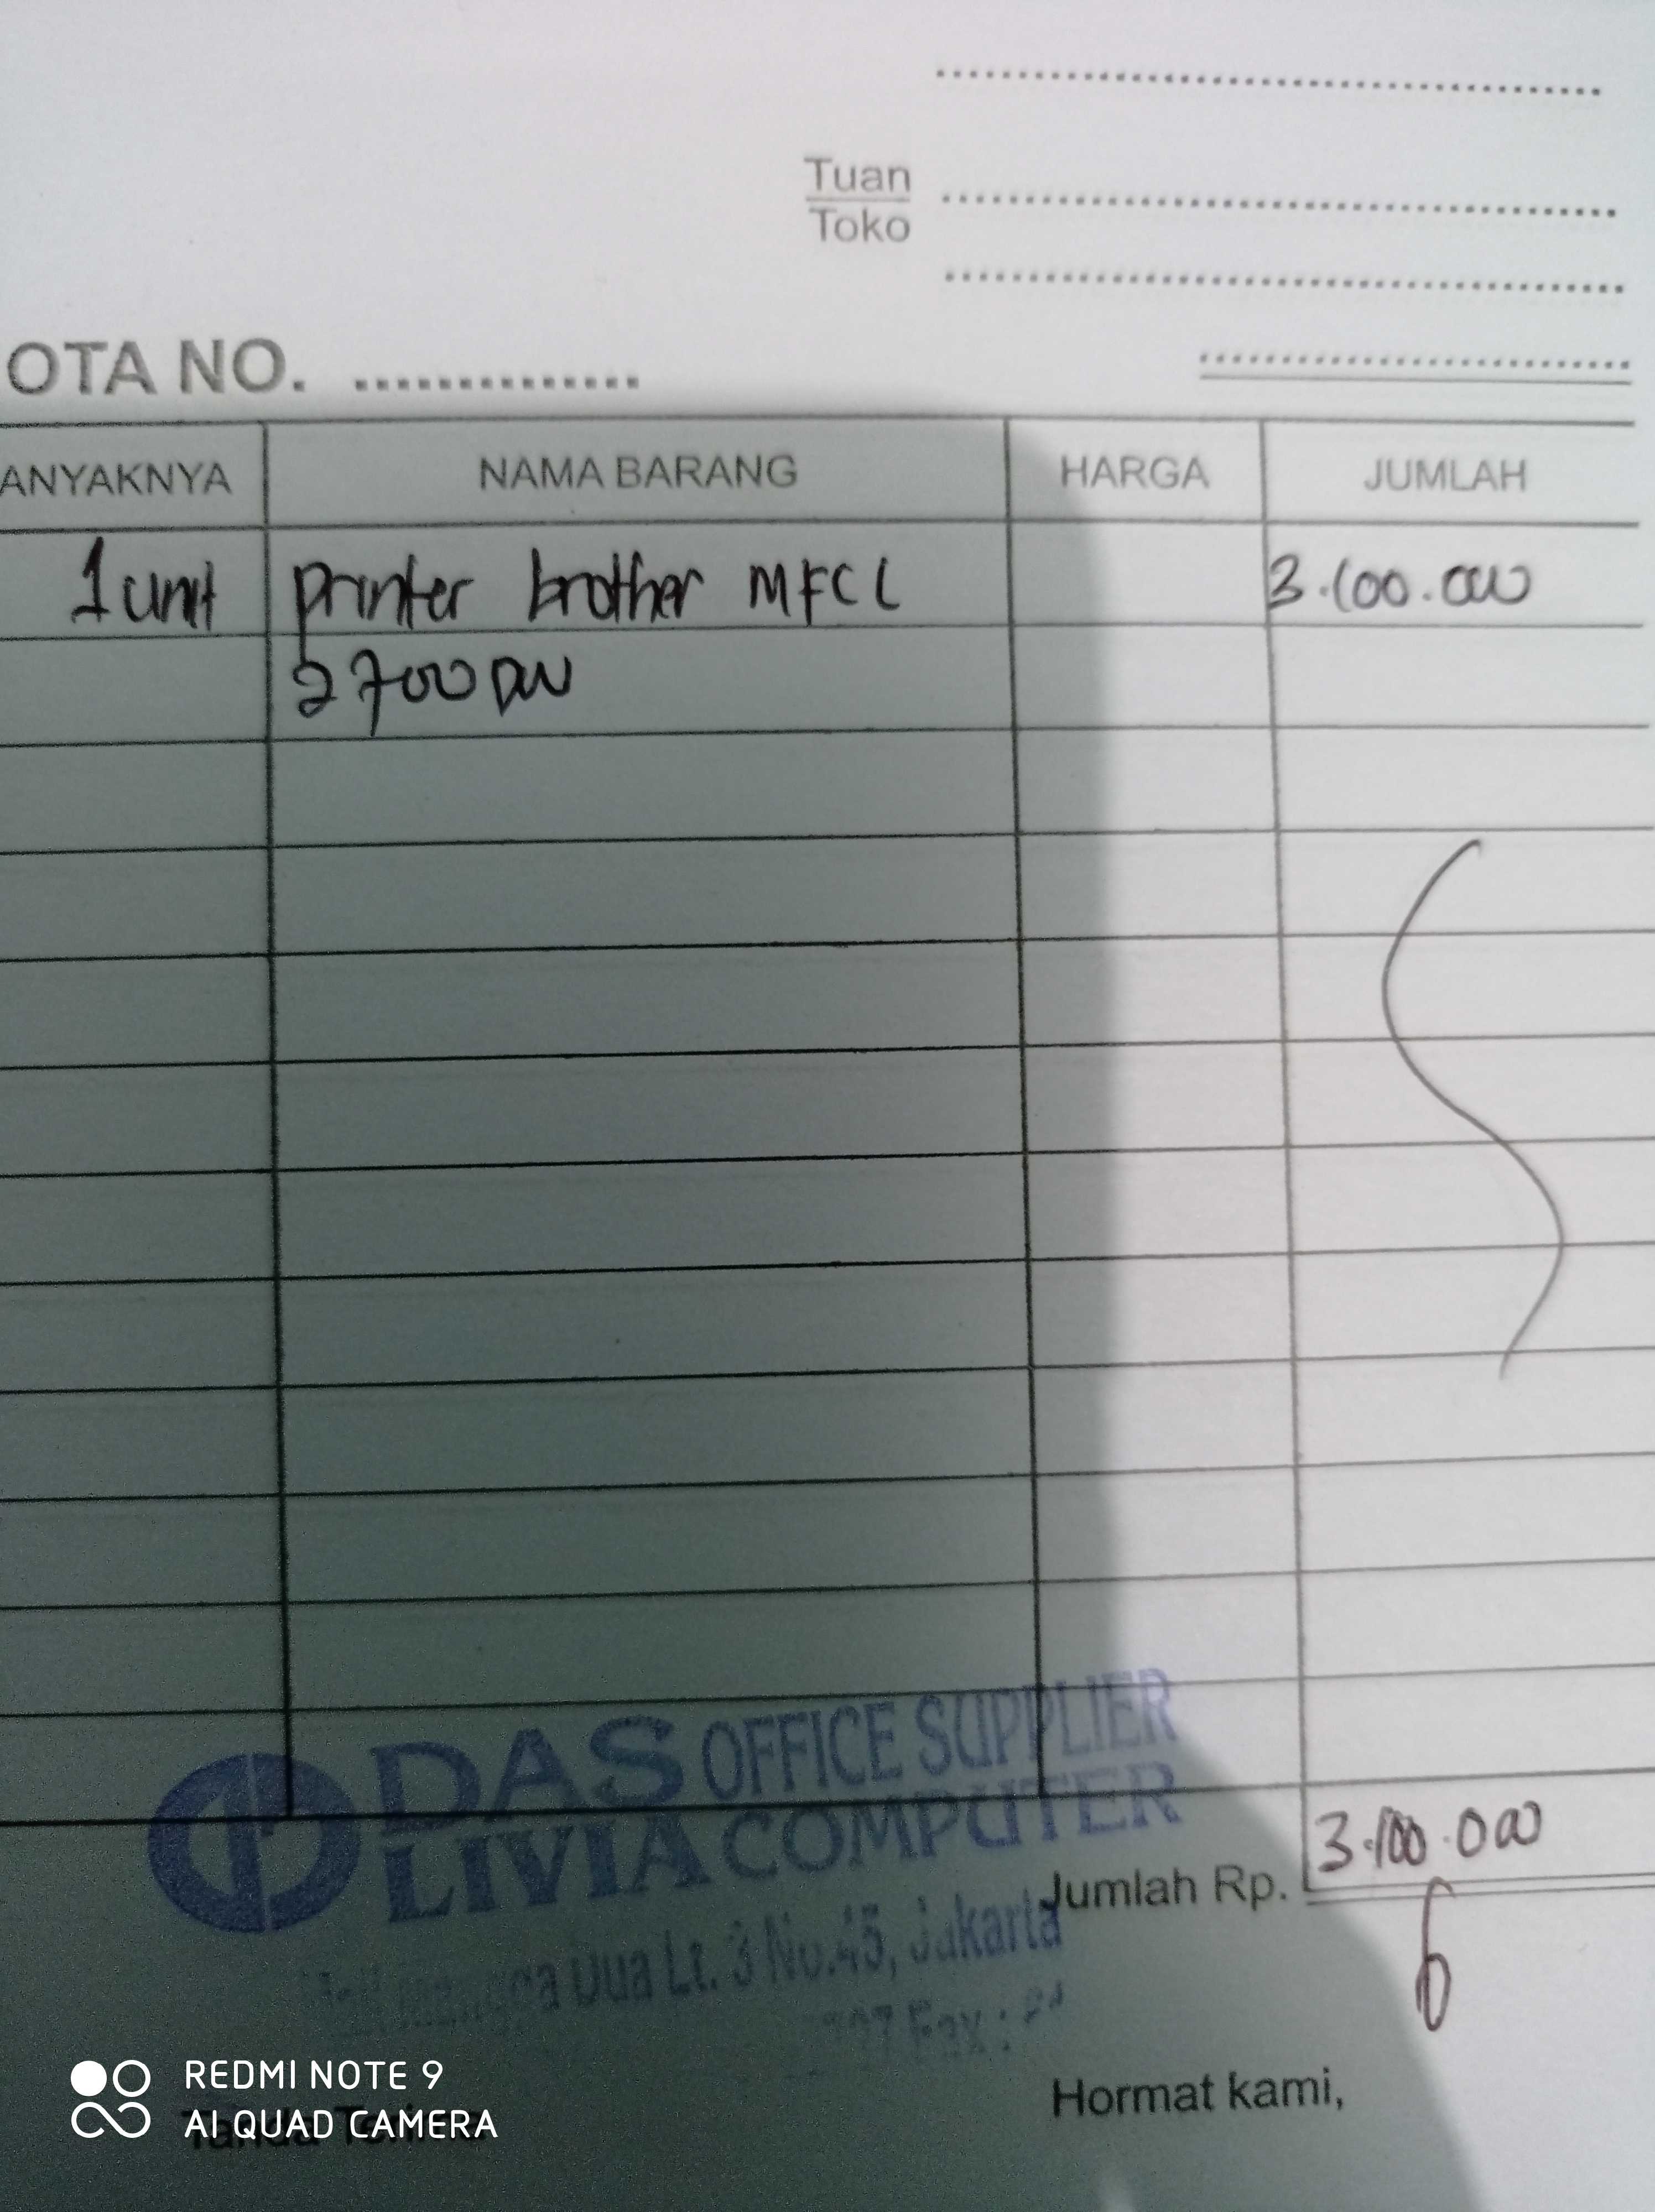 Tuan
Toko
OTA NO. ..............
ANYAKNYA NAMA BARANG HARGA JUMLAH
1 unit printer brother MFCL 3.100.000
2700 DW
DAS OFFICE SUPPLIER
LIVIA COMPUTER
3.100.000
Jumlah Rp.
Dua Lt. 3 No.45, Jakarta
Fax :
Hormat kami,
REDMI NOTE 9
AI QUAD CAMERA